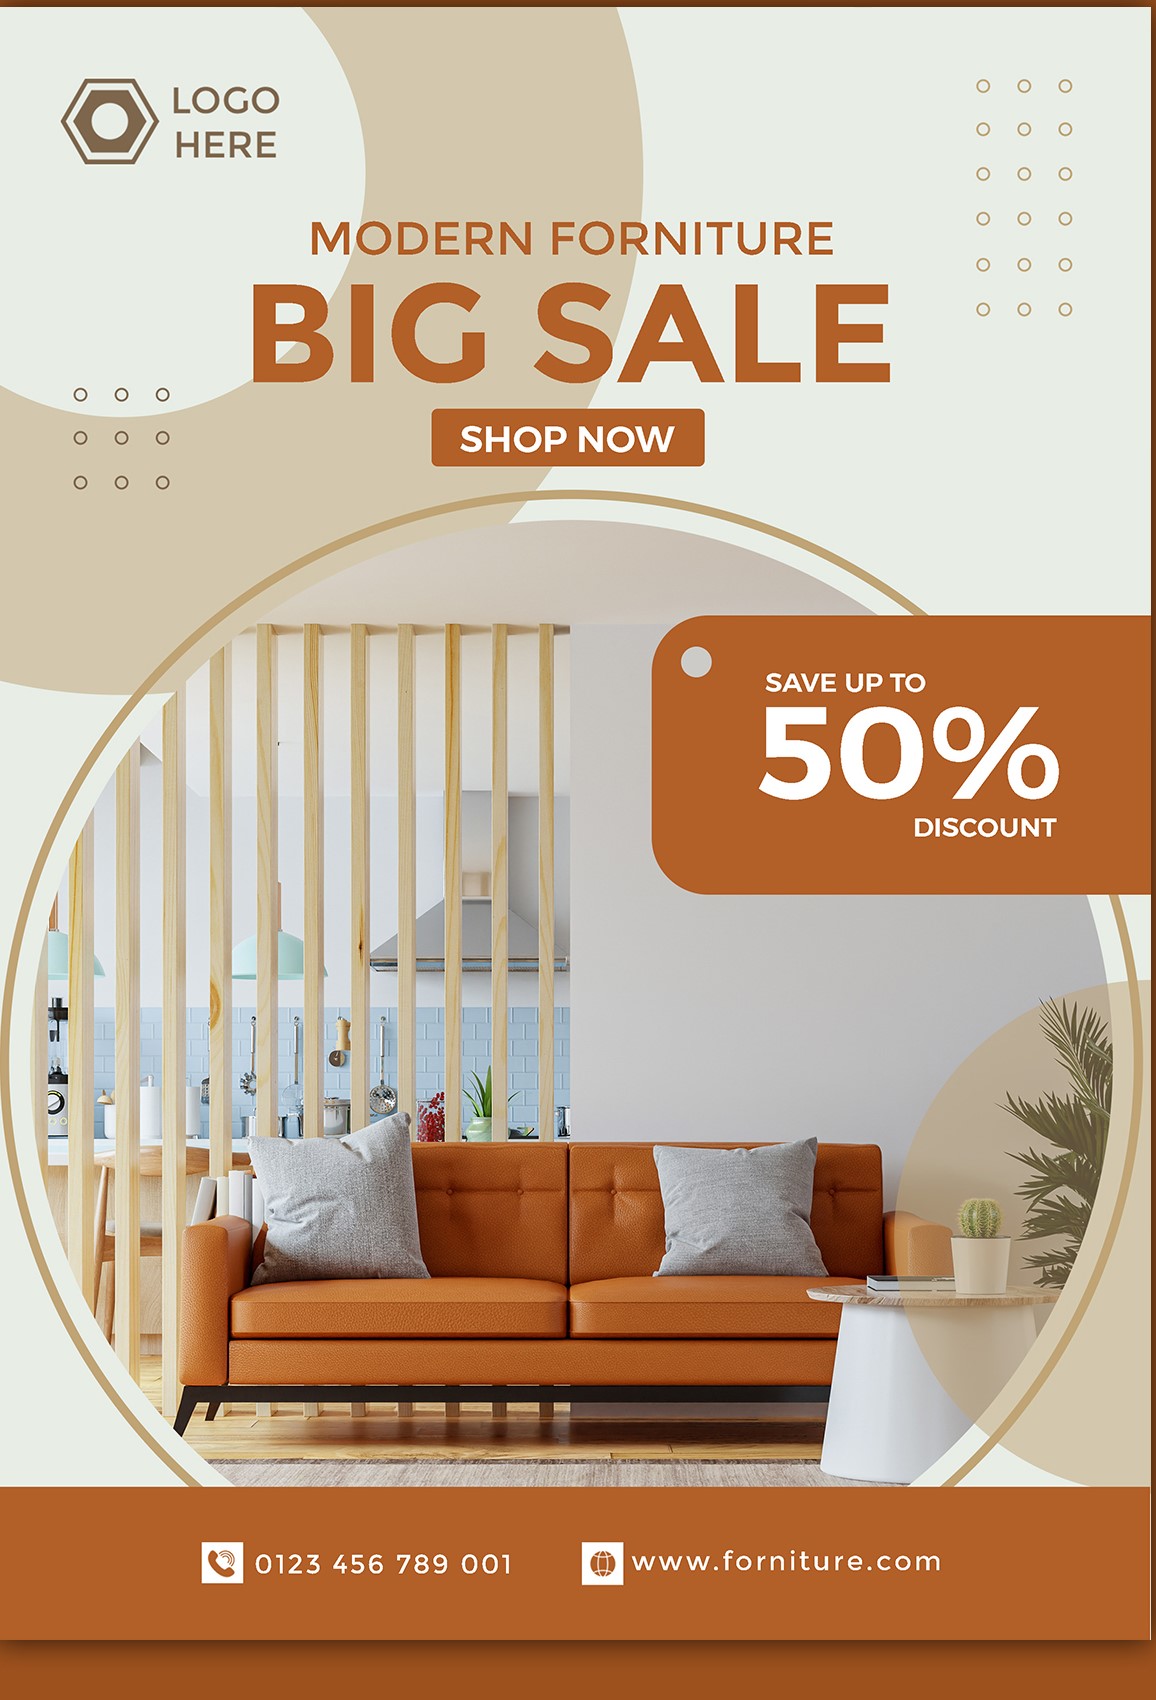 LOGO
HERE
MODERN FORNITURE
BIG SALE
SHOP NOW
SAVE UP TO
50%
DISCOUNT
0123 456 789 001
www.forniture.com